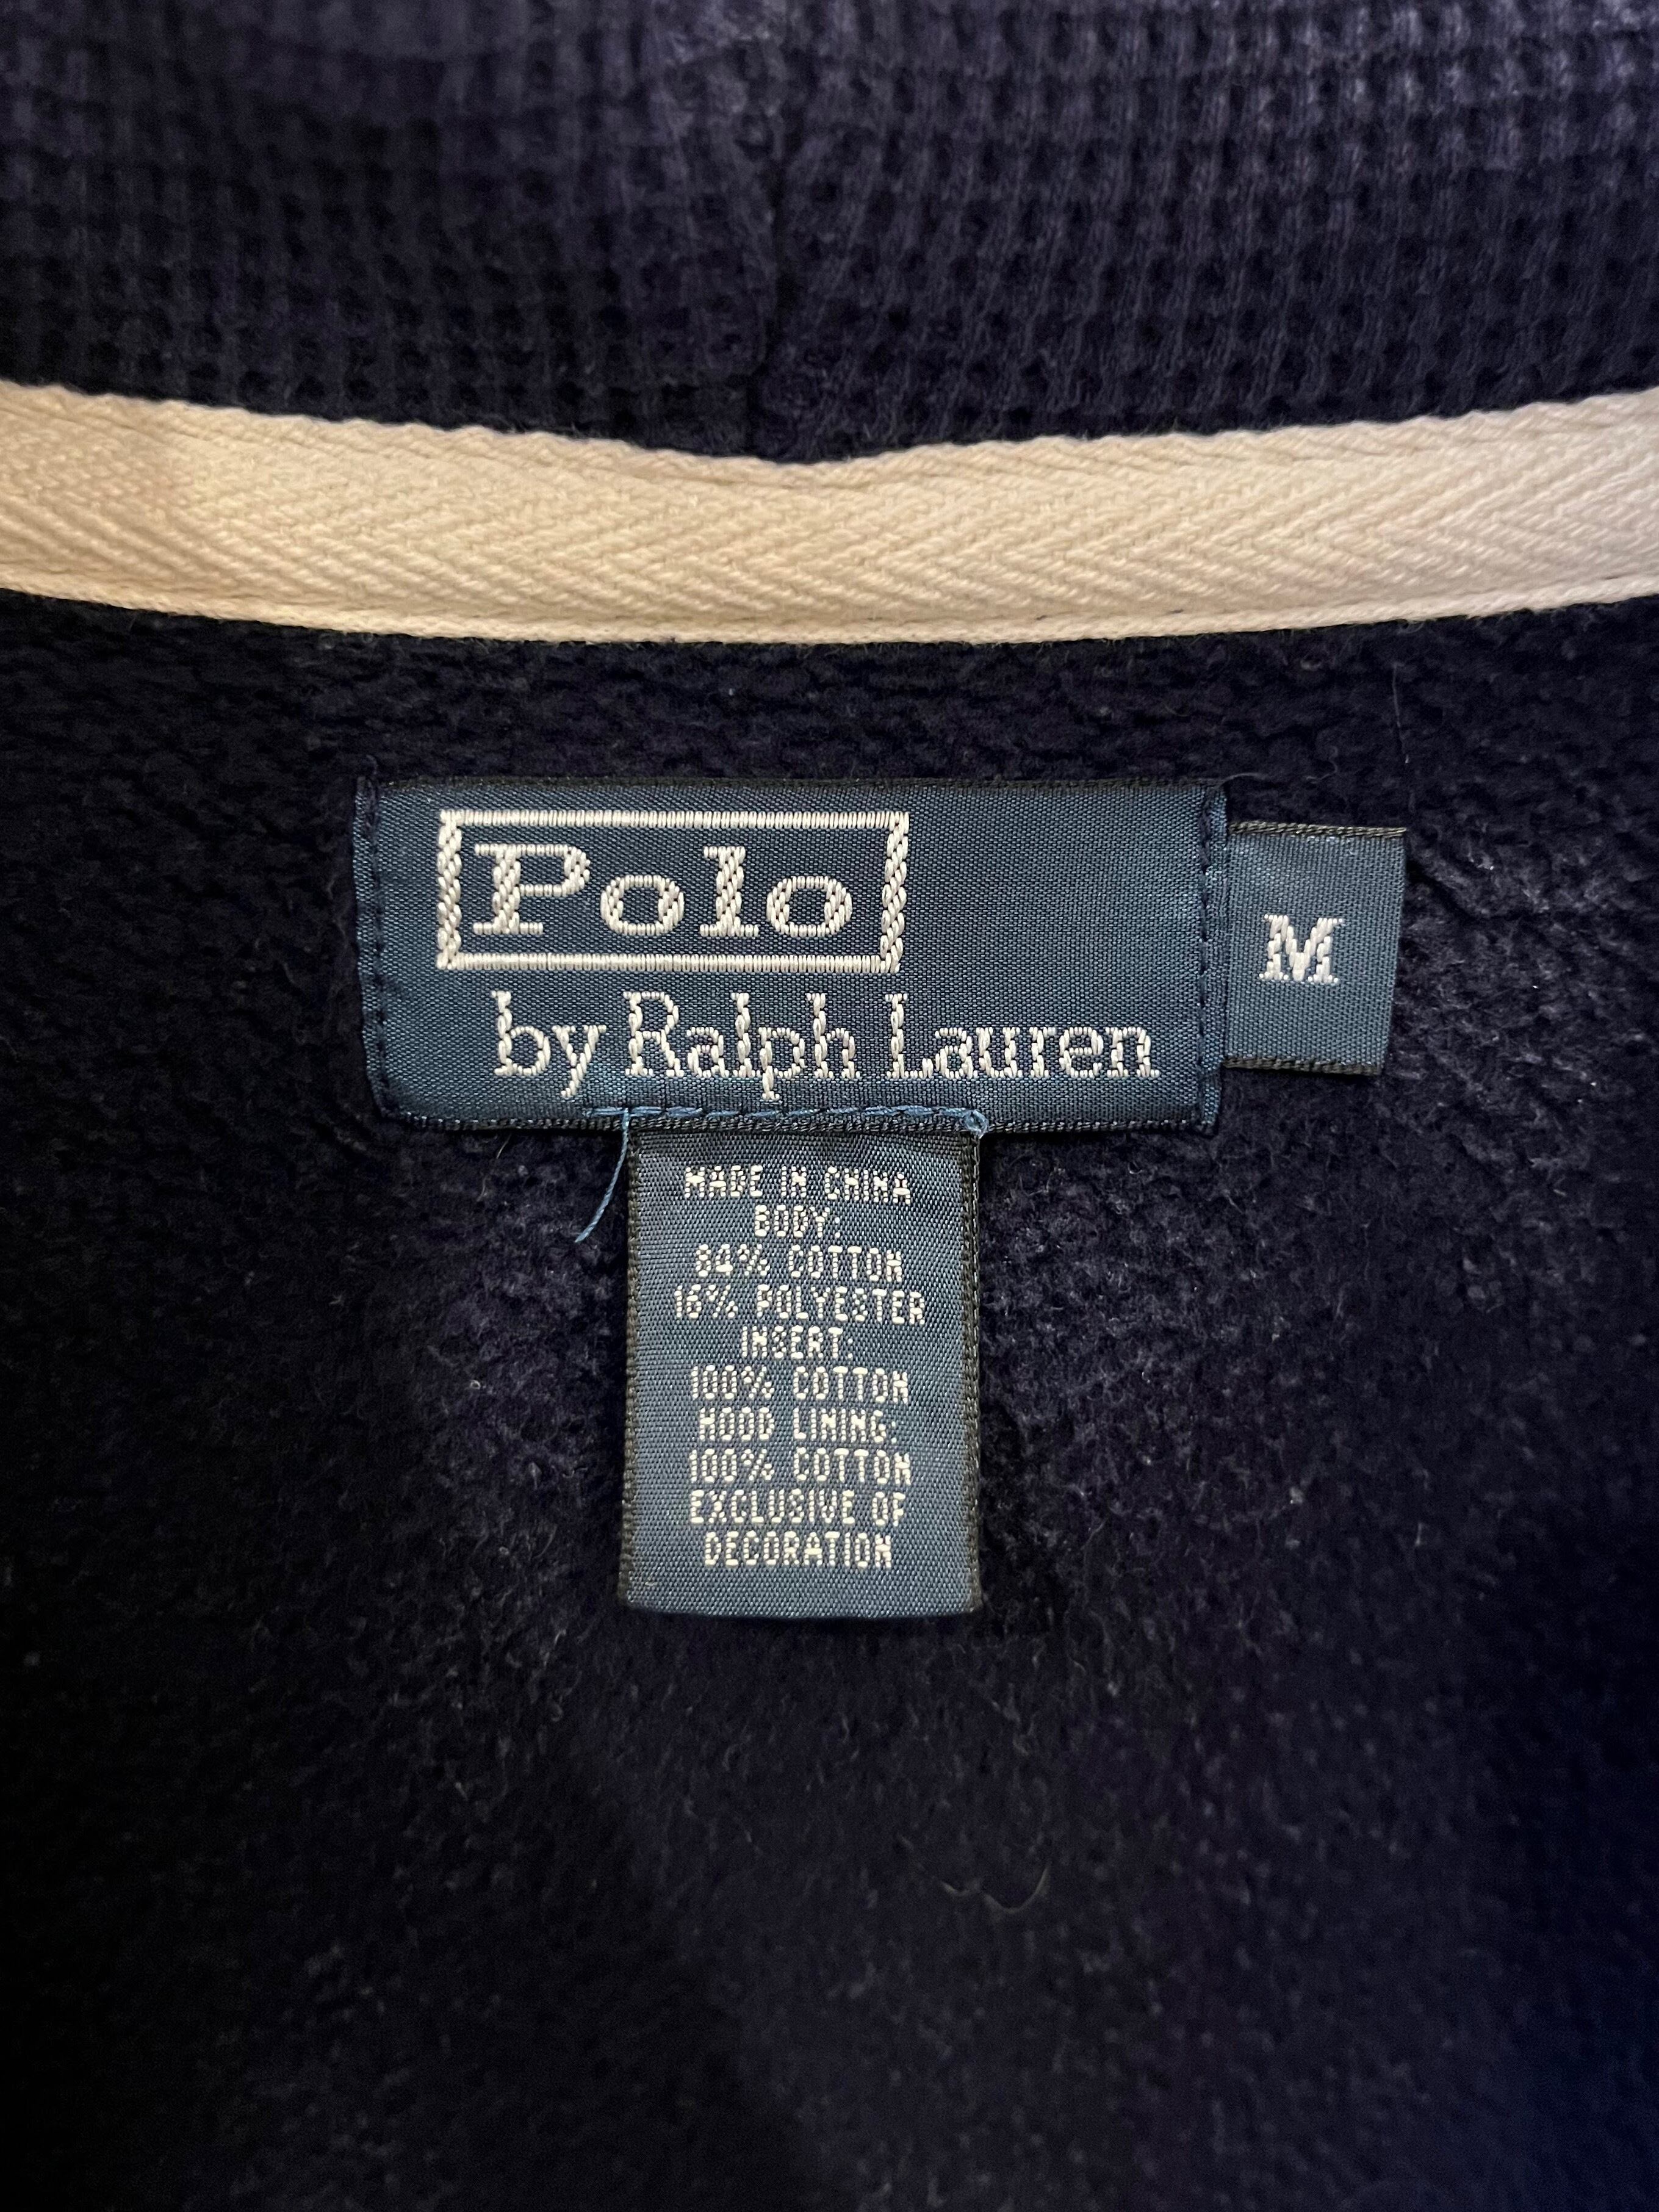 Polo
by Ralph Lauren
M
MADE IN CHINA
BODY:
84% COTTON
16% POLYESTER
INSERT:
100% COTTON
HOOD LINING:
100% COTTON
EXCLUSIVE OF
DECORATION